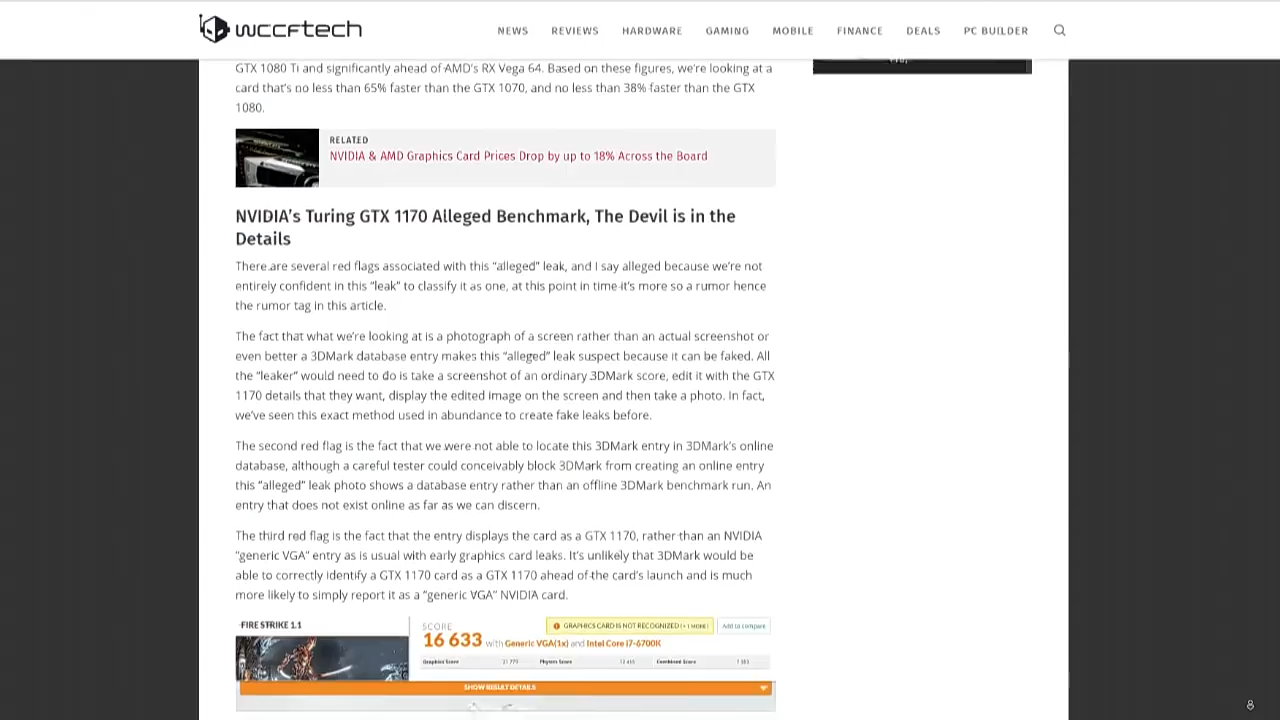 wccftech
NEWS REVIEWS HARDWARE GAMING MOBILE FINANCE DEALS PC BUILDER
GTX 1080 Ti and significantly ahead of AMD's RX Vega 64. Based on these figures, we're looking at a
card that's no less than 65% faster than the GTX 1070, and no less than 38% faster than the GTX
1080.
RELATED
NVIDIA & AMD Graphics Card Prices Drop by up to 18% Across the Board
NVIDIA's Turing GTX 1170 Alleged Benchmark, The Devil is in the
Details
There are several red flags associated with this “alleged” leak, and I say alleged because we're not
entirely confident in this “leak” to classify it as one, at this point in time it's more so a rumor hence
the rumor tag in this article.
The fact that what we're looking at is a photograph of a screen rather than an actual screenshot or
even better a 3DMark database entry makes this “alleged” leak suspect because it can be faked. All
the “leaker” would need to do is take a screenshot of an ordinary 3DMark score, edit it with the GTX
1170 details that they want, display the edited image on the screen and then take a photo. In fact,
we've seen this exact method used in abundance to create fake leaks before.
The second red flag is the fact that we were not able to locate this 3DMark entry in 3DMark's online
database, although a careful tester could conceivably block 3DMark from creating an online entry
this “alleged” leak photo shows a database entry rather than an offline 3DMark benchmark run. An
entry that does not exist online as far as we can discern.
The third red flag is the fact that the entry displays the card as a GTX 1170, rather than an NVIDIA
“generic VGA” entry as is usual with early graphics card leaks. It's unlikely that 3DMark would be
able to correctly identify a GTX 1170 card as a GTX 1170 ahead of the card's launch and is much
more likely to simply report it as a “generic VGA” NVIDIA card.
FIRE STRIKE 1.1
SCORE
GRAPHICS CARD IS NOT RECOGNIZED (+1 MORE)
Add to compare
16 633 with Generic VGA(1x) and Intel Core i7-6700K
Graphics Score Physics Score Combined Score
SHOW RESULT DETAILS
8